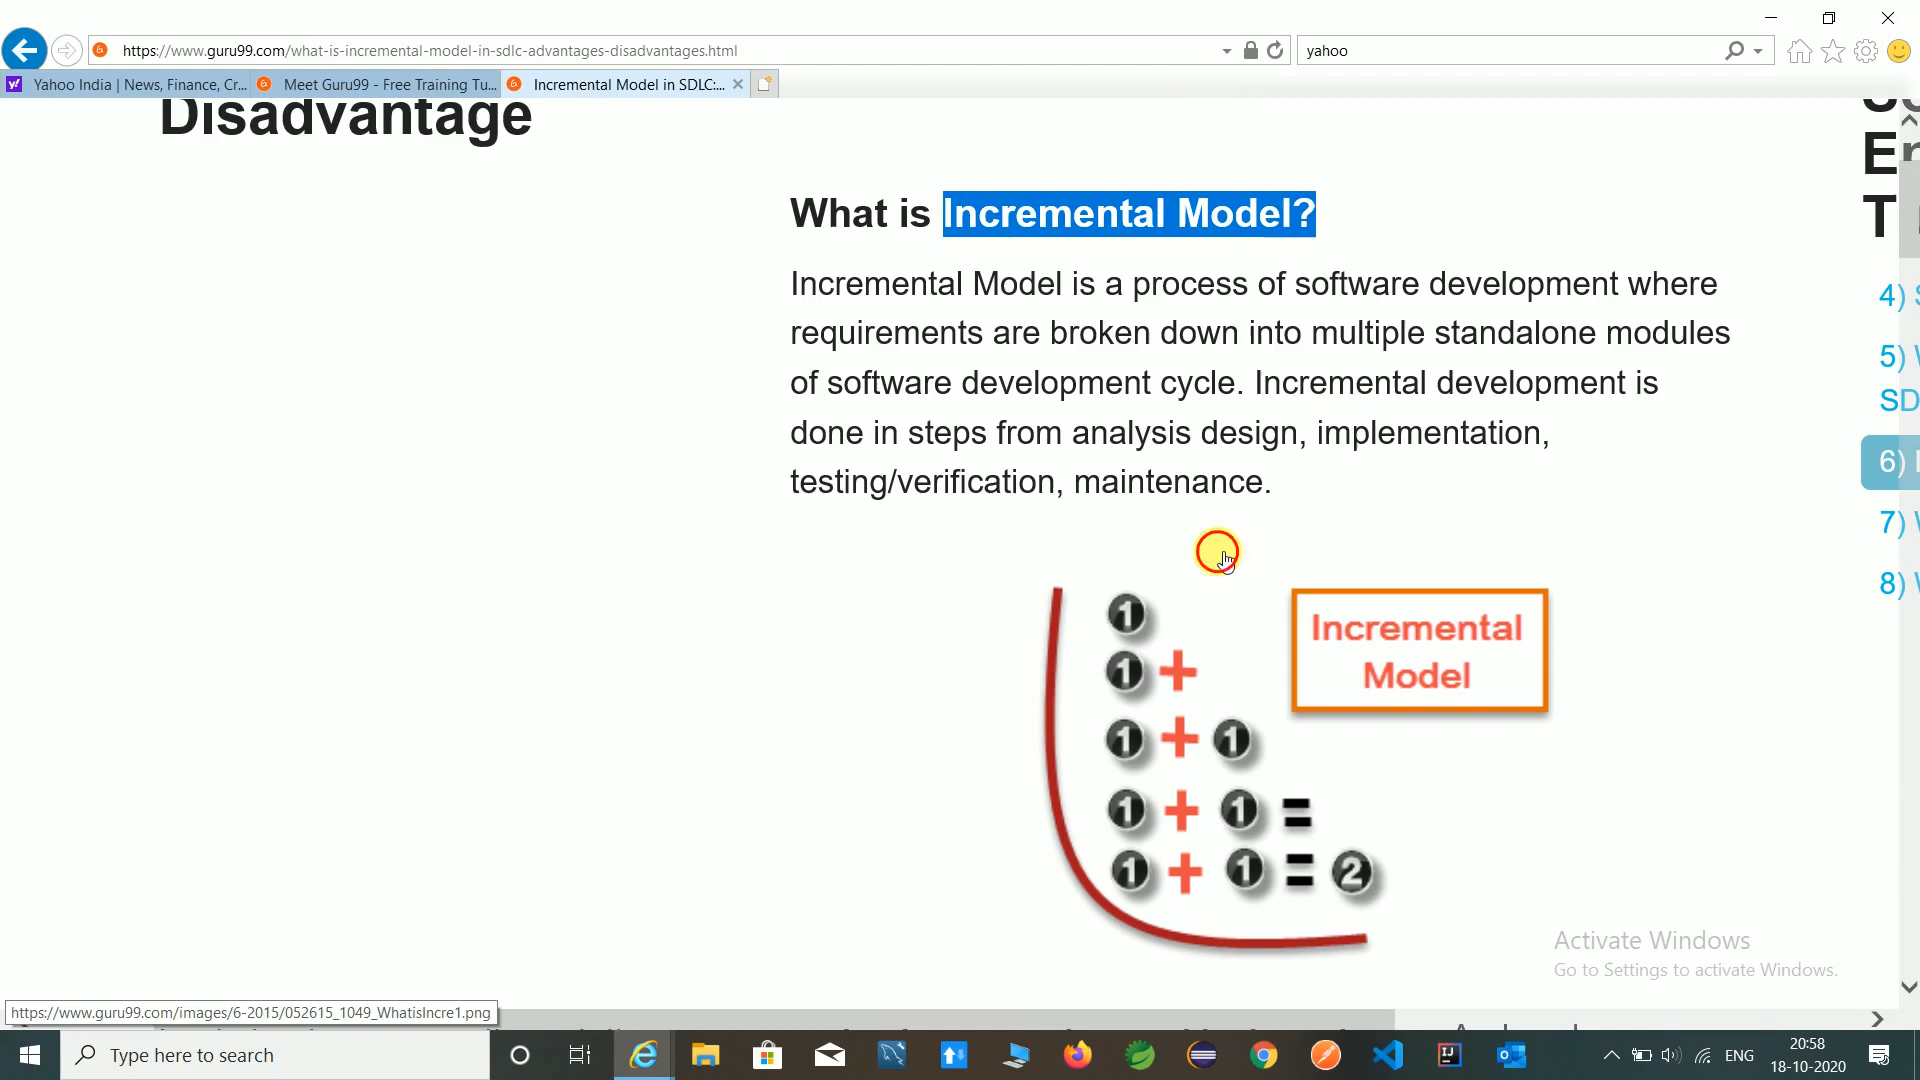 https://www.guru99.com/what-is-incremental-model-in-sdlc-advantages-disadvantages.html
yahoo
Yahoo India | News, Finance, Cr...
Meet Guru99 - Free Training Tu...
Incremental Model in SDLC:...
Disadvantage
What is Incremental Model?
Incremental Model is a process of software development where
requirements are broken down into multiple standalone modules
of software development cycle. Incremental development is
done in steps from analysis design, implementation,
testing/verification, maintenance.
E
T
4) S
5)
SD
6)
7)
8)
1
1 +
1 + 1
1 + 1 =
1 + 1 = 2
Incremental
Model
Activate Windows
Go to Settings to activate Windows.
https://www.guru99.com/images/6-2015/052615_1049_WhatisIncre1.png
Type here to search
ENG
20:58
18-10-2020